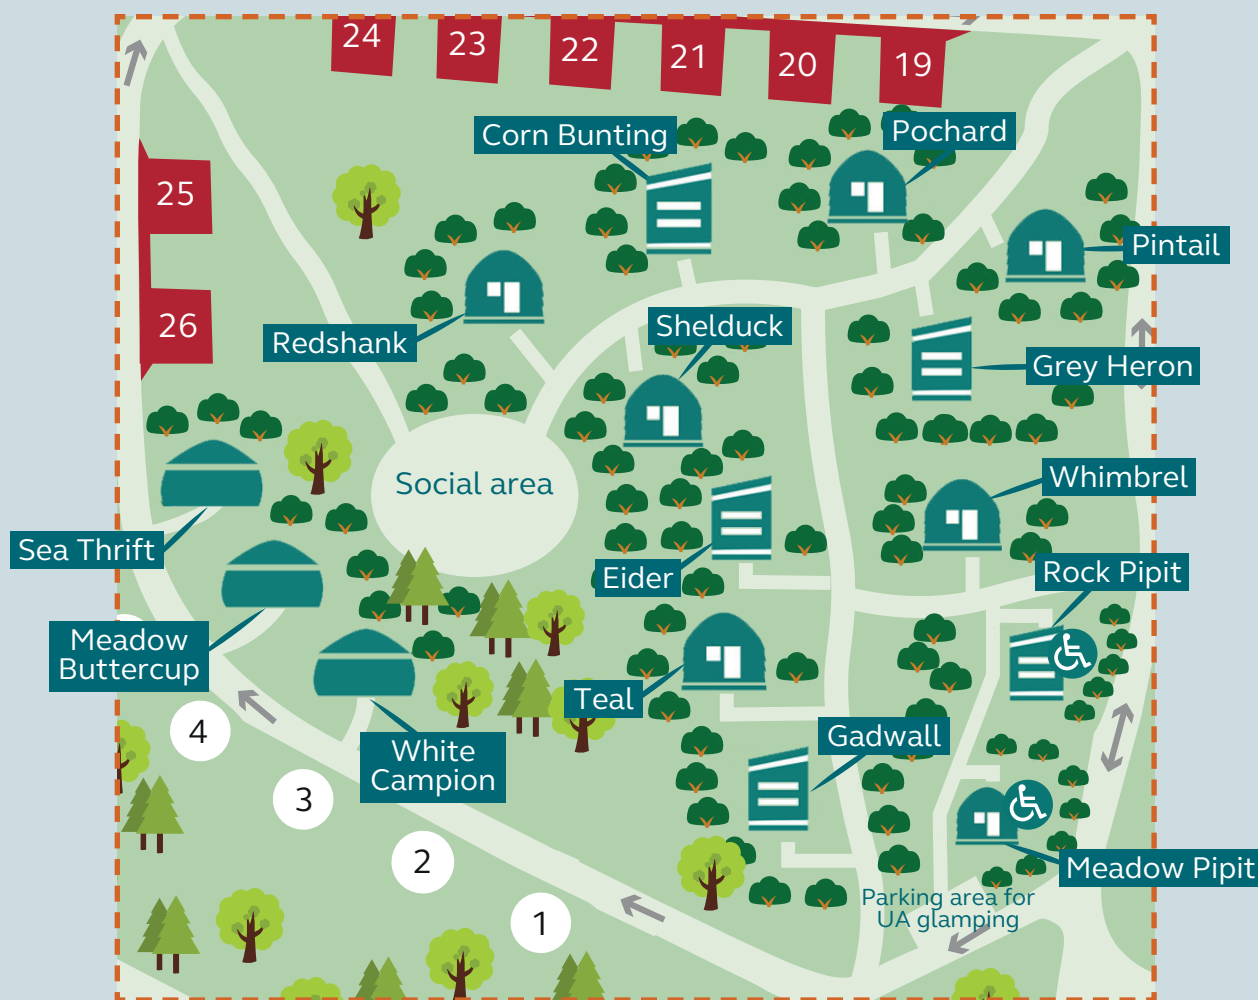 24
23
22
21
20
19
Corn Bunting
Pochard
25
Pintail
26
Redshank
Shelduck
Grey Heron
Social area
Whimbrel
Sea Thrift
Eider
Rock Pipit
Meadow
Buttercup
Teal
4
White
Campion
Gadwall
3
2
Meadow Pipit
1
Parking area for
UA glamping